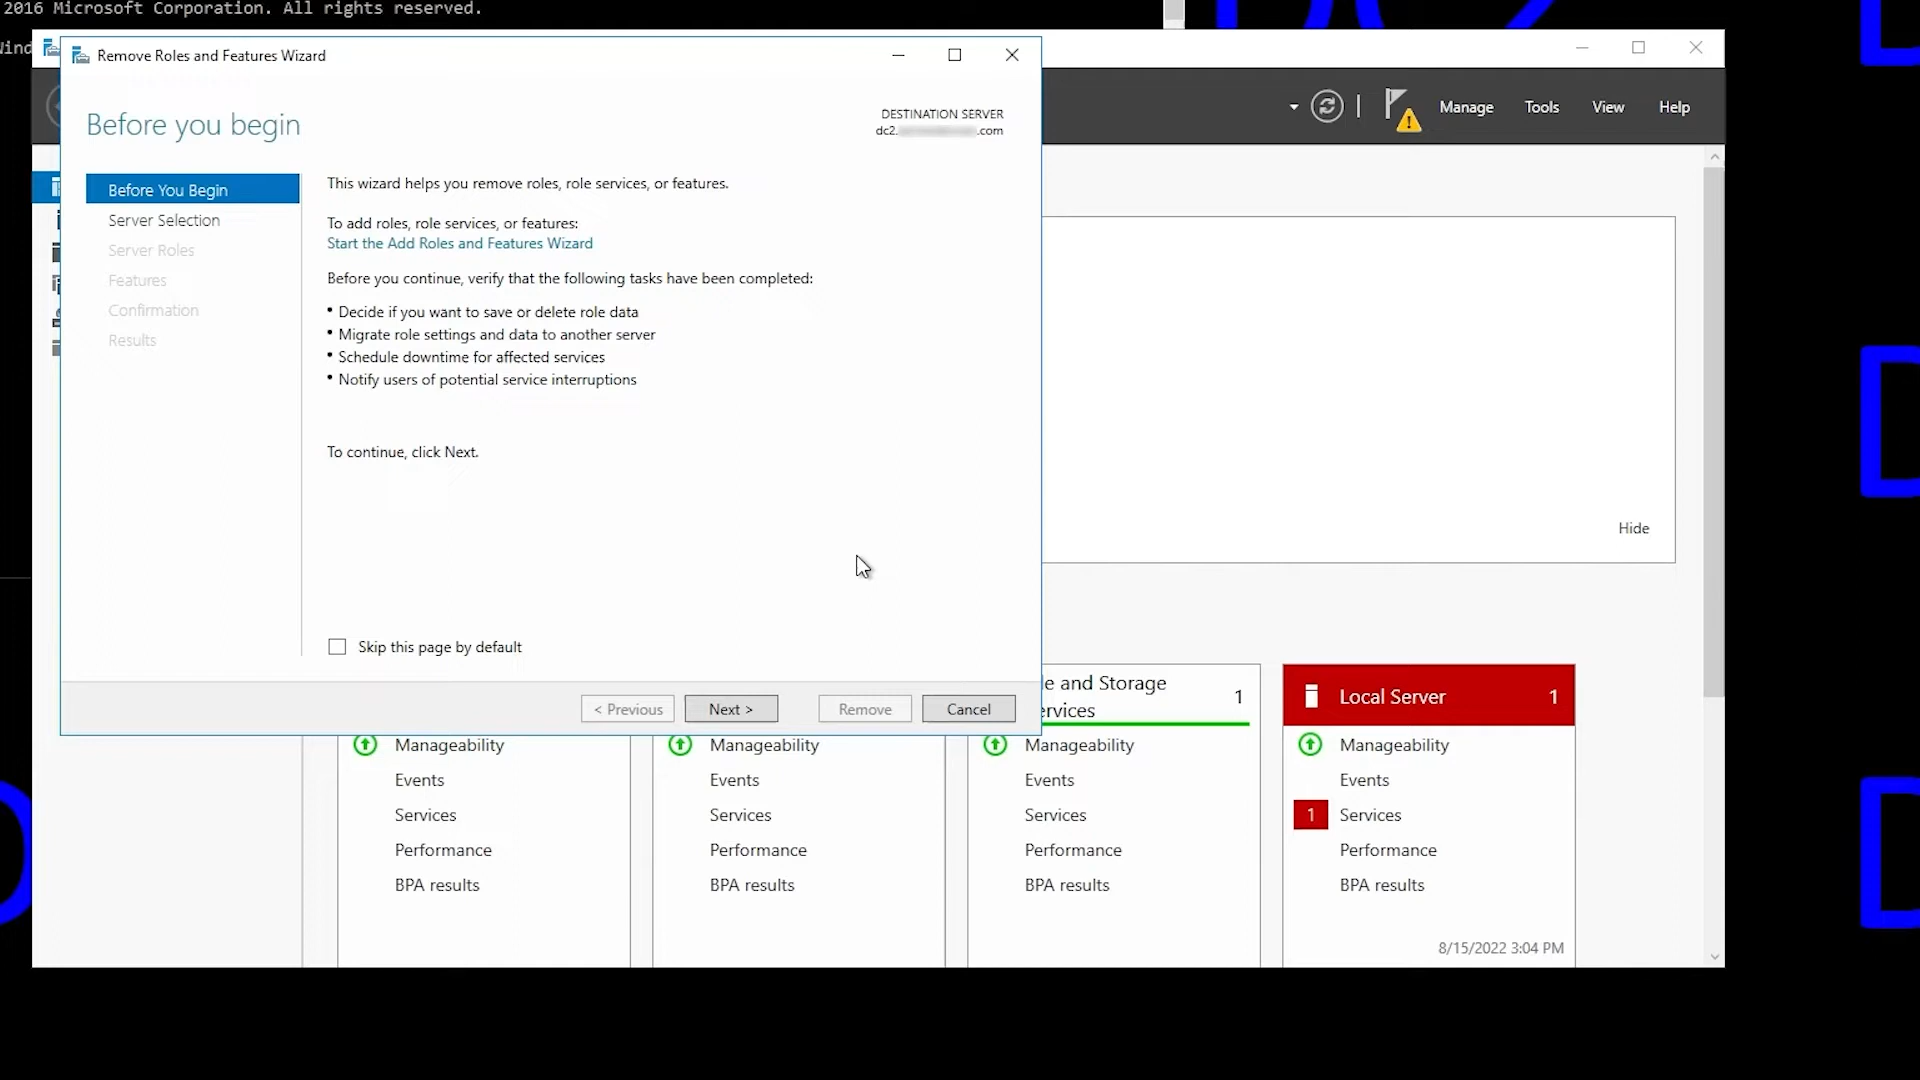 2016 Microsoft Corporation. All rights reserved.
Remove Roles and Features Wizard
Manage
Tools
View
Help
Before you begin
DESTINATION SERVER
dc2.
.com
Before You Begin
Server Selection
Server Roles
Features
Confirmation
Results
This wizard helps you remove roles, role services, or features.
To add roles, role services, or features:
Start the Add Roles and Features Wizard
Before you continue, verify that the following tasks have been completed:
• Decide if you want to save or delete role data
• Migrate role settings and data to another server
• Schedule downtime for affected services
• Notify users of potential service interruptions
To continue, click Next.
Skip this page by default
< Previous
Next >
Remove
Cancel
Hide
e and Storage
ervices
1
Local Server
1
Manageability
Events
Services
Performance
BPA results
Manageability
Events
Services
Performance
BPA results
Manageability
Events
Services
Performance
BPA results
Manageability
Events
1
Services
Performance
BPA results
8/15/2022 3:04 PM